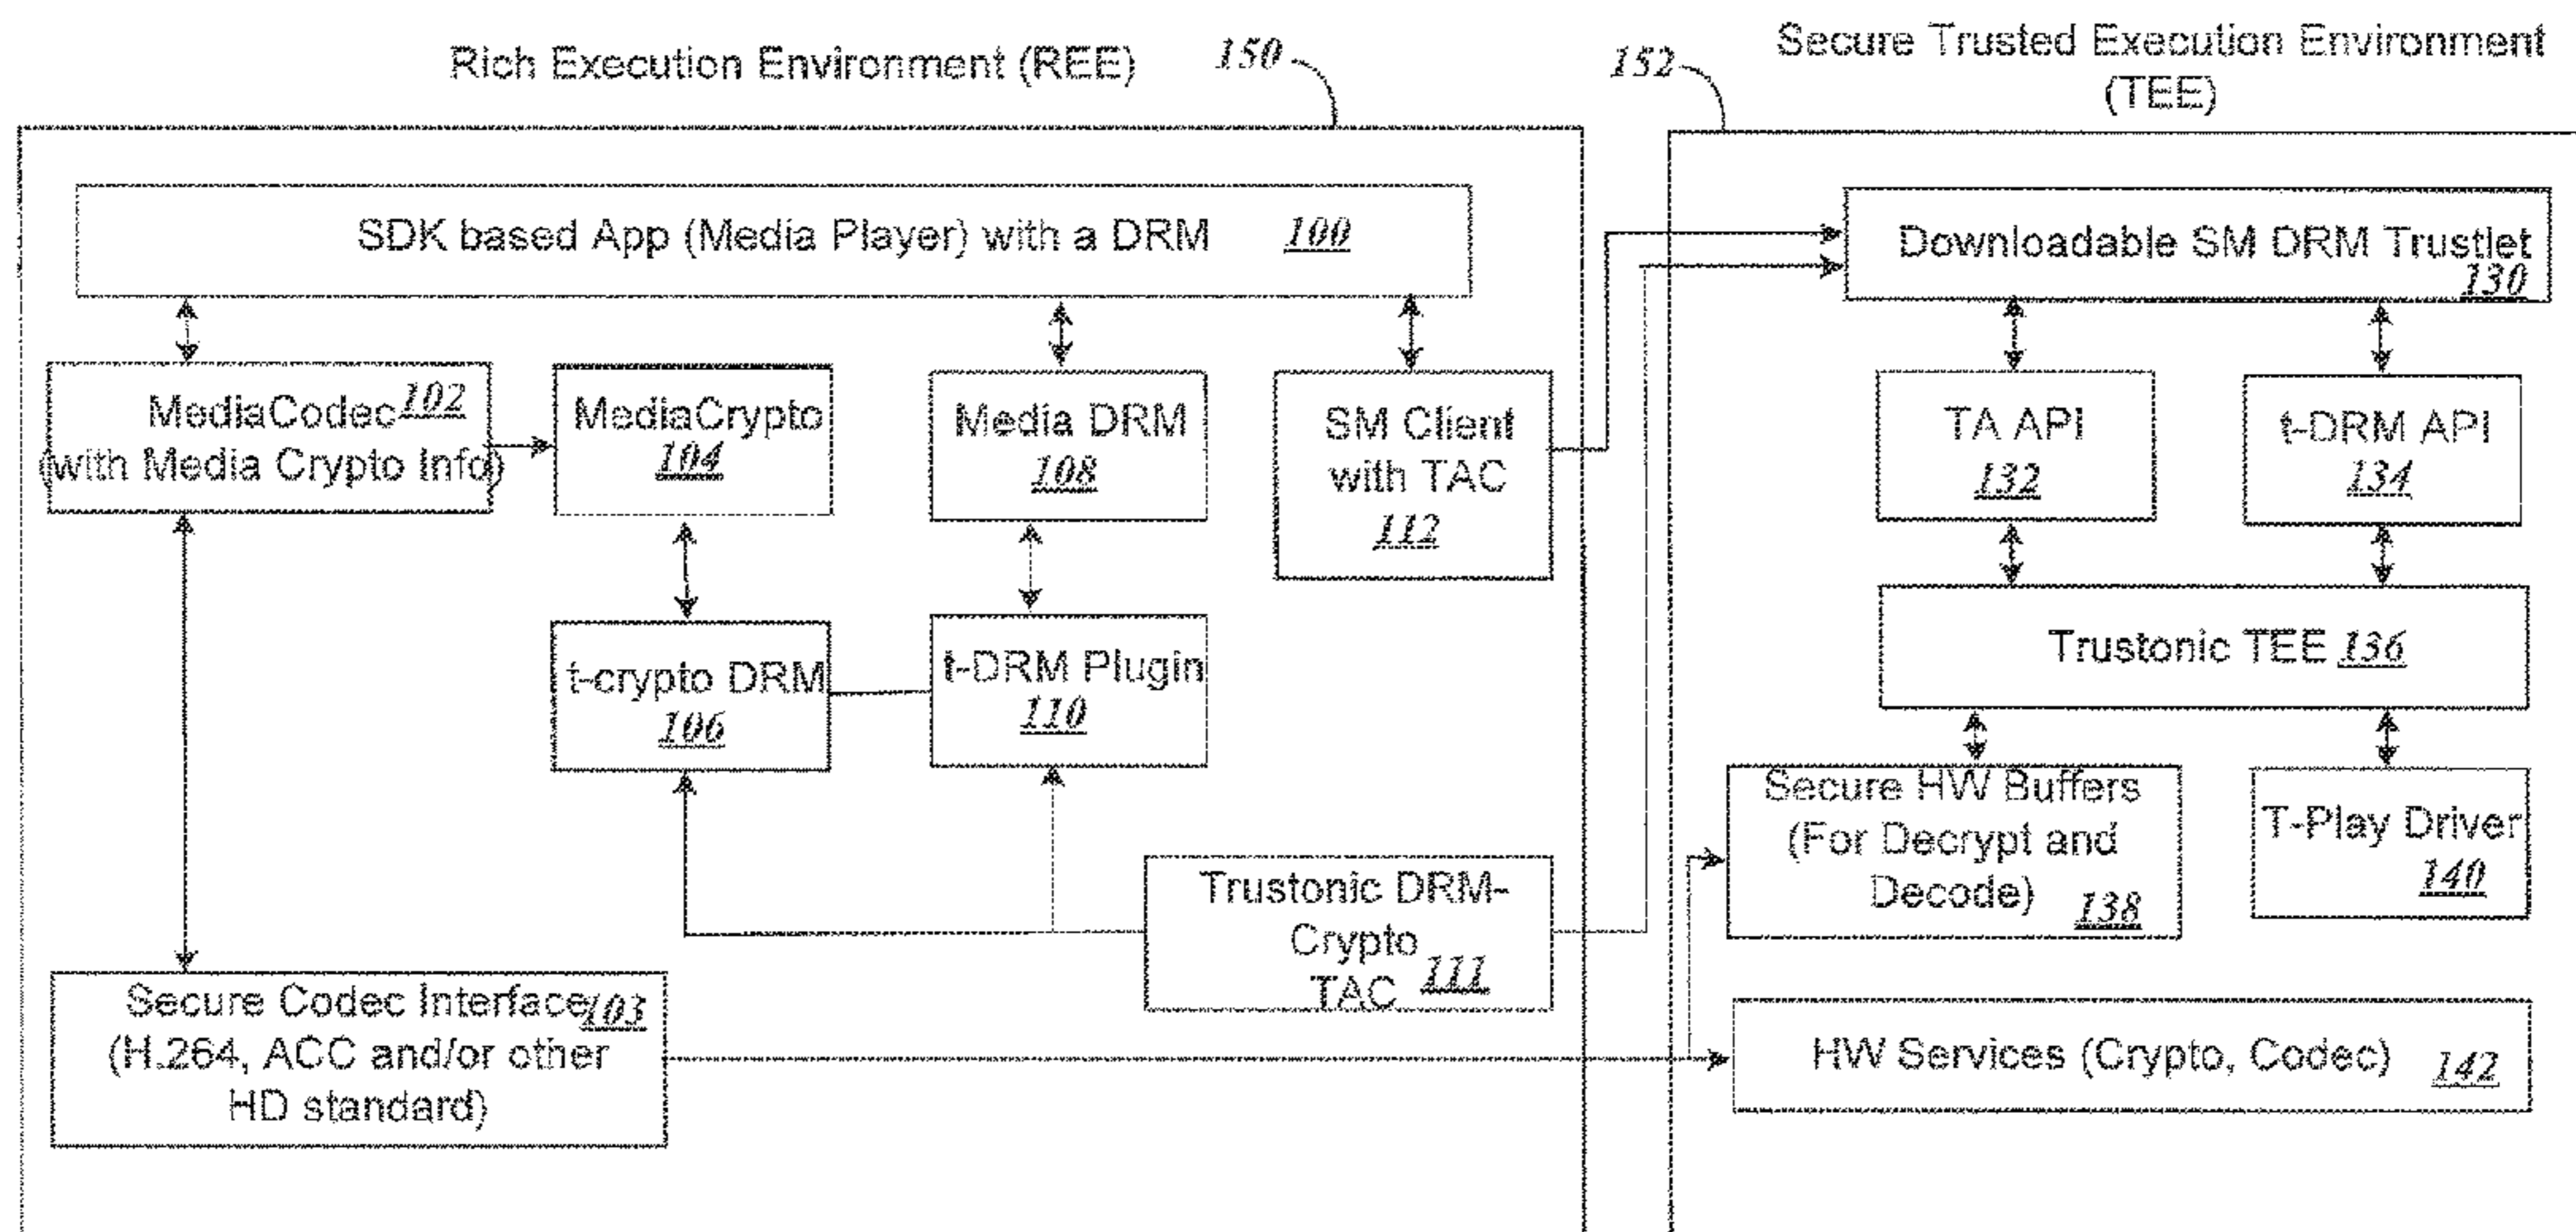 Rich Execution Environment (REE)
150
152
Secure Trusted Execution Environment
(TEE)
SDK based App (Media Player) with a DRM 100
Downloadable SM DRM Trustlet
130
MediaCodec 102
(with Media Crypto Info)
MediaCrypto
104
Media DRM
108
SM Client
with TAC
112
TA API
132
t-DRM API
134
t-crypto DRM
106
t-DRM Plugin
110
Trustonic TEE 136
Secure HW Buffers
(For Decrypt and
Decode) 138
T-Play Driver
140
Trustonic DRM-
Crypto
TAC 111
Secure Codec Interface 103
(H.264, ACC and/or other
HD standard)
HW Services (Crypto, Codec) 142